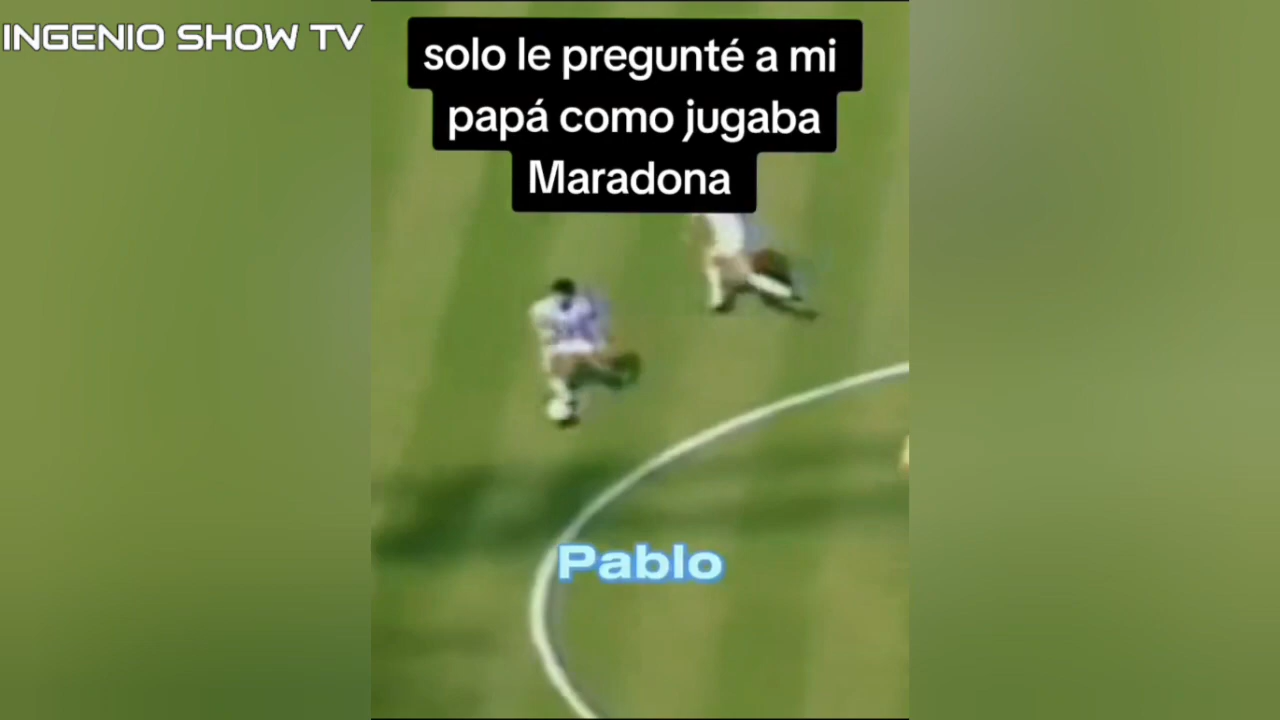 INGENIO SHOW TV
solo le pregunté a mi
papá como jugaba
Maradona
Pablo